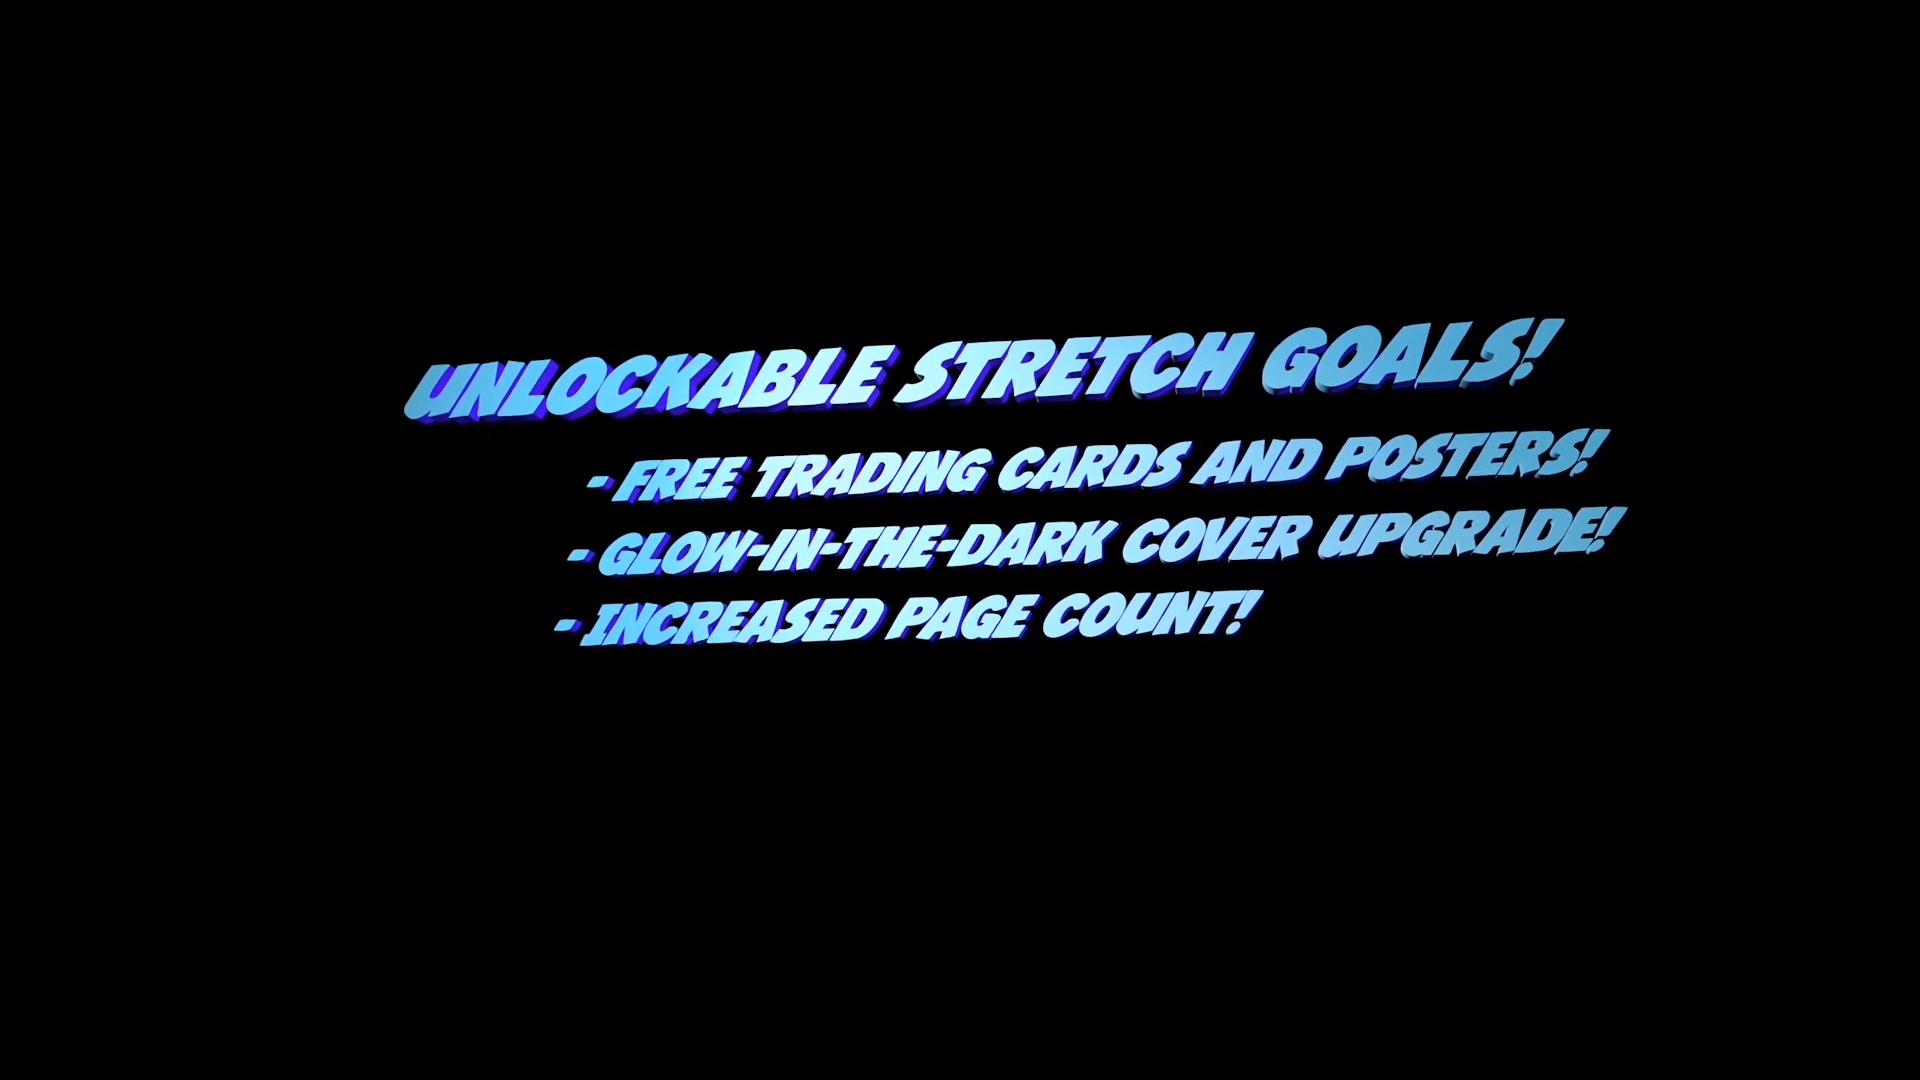 UNLOCKABLE STRETCH GOALS!
- FREE TRADING CARDS AND POSTERS!
- GLOW-IN-THE-DARK COVER UPGRADE!
- INCREASED PAGE COUNT!